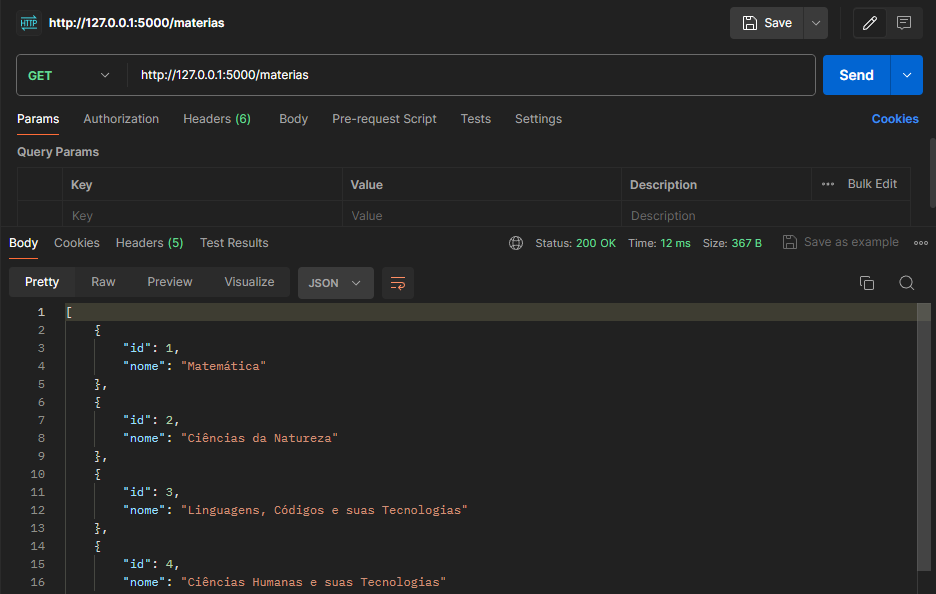 HTTP http://127.0.0.1:5000/materias Save
GET http://127.0.0.1:5000/materias Send
Params Authorization Headers (6) Body Pre-request Script Tests Settings Cookies
Query Params
Key Value Description ••• Bulk Edit
Key Value Description
Body Cookies Headers (5) Test Results Status: 200 OK Time: 12 ms Size: 367 B Save as example
Pretty Raw Preview Visualize JSON
1 [
2 {
3 "id": 1,
4 "nome": "Matemática"
5 },
6 {
7 "id": 2,
8 "nome": "Ciências da Natureza"
9 },
10 {
11 "id": 3,
12 "nome": "Linguagens, Códigos e suas Tecnologias"
13 },
14 {
15 "id": 4,
16 "nome": "Ciências Humanas e suas Tecnologias"